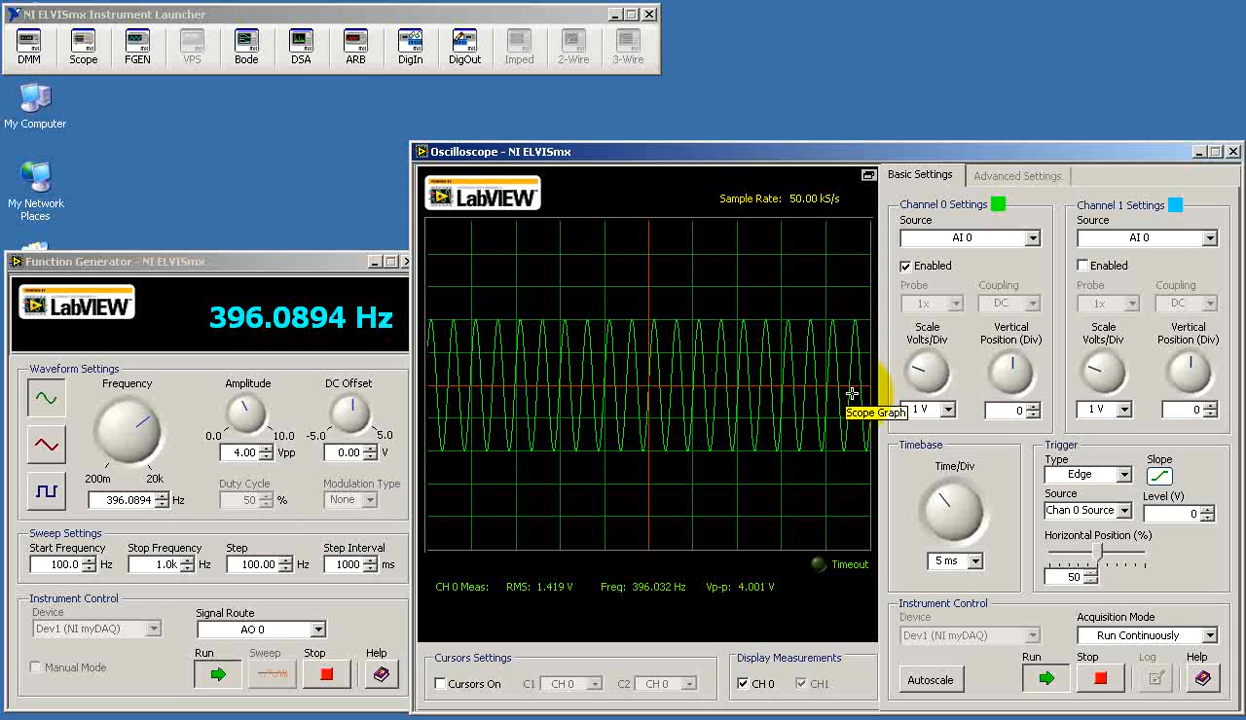 NI ELVISmx Instrument Launcher
DMM Scope FGEN VPS Bode DSA ARB DigIn DigOut Imped 2-Wire 3-Wire
My Computer
My Network
Places
Function Generator - NI ELVISmx
POWERED BY
LabVIEW™
396.0894 Hz
Waveform Settings
Frequency
200m 20k
396.0894 Hz
Amplitude
0.0 10.0
4.00 Vpp
DC Offset
-5.0 5.0
0.00 V
Duty Cycle
50 %
Modulation Type
None
Sweep Settings
Start Frequency Stop Frequency Step Step Interval
100.0 Hz 1.0k Hz 100.00 Hz 1000 ms
Instrument Control
Device
Dev1 (NI myDAQ)
Signal Route
AO 0
Manual Mode
Run Sweep Stop Help
Oscilloscope - NI ELVISmx
POWERED BY
LabVIEW™
Sample Rate: 50.00 kS/s
Scope Graph
Timeout
CH 0 Meas: RMS: 1.419 V Freq: 396.032 Hz Vp-p: 4.001 V
Cursors Settings
Cursors On C1 CH 0 C2 CH 0
Display Measurements
CH 0 CH1
Basic Settings Advanced Settings
Channel 0 Settings
Source
AI 0
Enabled
Probe Coupling
1x DC
Scale
Volts/Div
Vertical
Position (Div)
1 V 0
Channel 1 Settings
Source
AI 0
Enabled
Probe Coupling
1x DC
Scale
Volts/Div
Vertical
Position (Div)
1 V 0
Timebase
Time/Div
5 ms
Trigger
Type Slope
Edge
Source Level (V)
Chan 0 Source 0
Horizontal Position (%)
50
Instrument Control
Device
Dev1 (NI myDAQ)
Acquisition Mode
Run Continuously
Autoscale
Run Stop Log Help